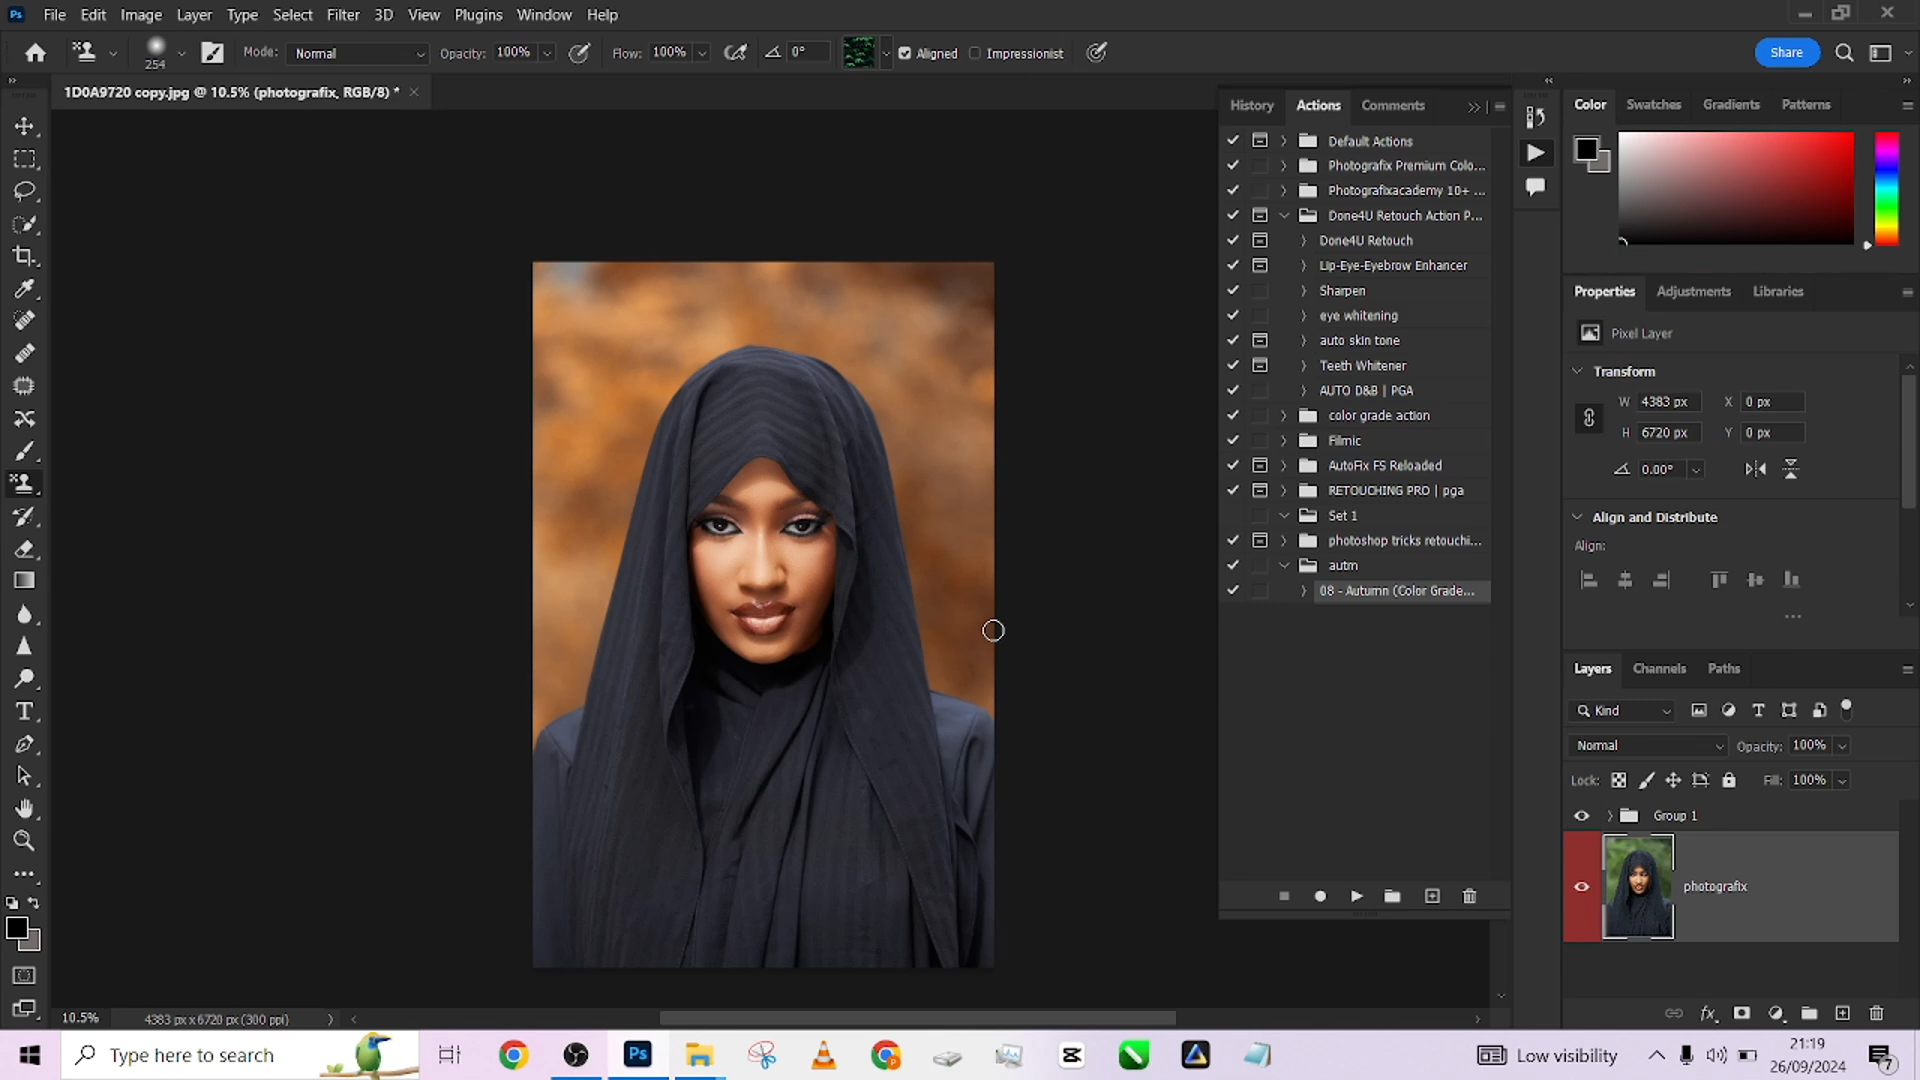 Ps File Edit Image Layer Type Select Filter 3D View Plugins Window Help
254 Mode: Normal Opacity: 100% Flow: 100% 0° Aligned Impressionist Share
1D0A9720 copy.jpg @ 10.5% (photografix, RGB/8) *
History Actions Comments
Default Actions
Photografix Premium Colo...
Photografixacademy 10+ ...
Done4U Retouch Action P...
Done4U Retouch
Lip-Eye-Eyebrow Enhancer
Sharpen
eye whitening
auto skin tone
Teeth Whitener
AUTO D&B | PGA
color grade action
Filmic
AutoFix FS Reloaded
RETOUCHING PRO | pga
Set 1
photoshop tricks retouchi...
autm
08 - Autumn (Color Grade...
Color Swatches Gradients Patterns
Properties Adjustments Libraries
Pixel Layer
Transform
W 4383 px X 0 px
H 6720 px Y 0 px
0.00°
Align and Distribute
Align:
Layers Channels Paths
Kind
Normal Opacity: 100%
Lock: Fill: 100%
Group 1
photografix
10.5% 4383 px x 6720 px (300 ppi)
Type here to search
Ps
Low visibility
21:19
26/09/2024
7